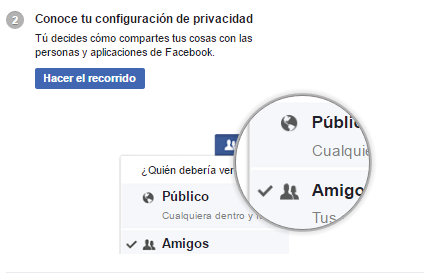 2 Conoce tu configuración de privacidad
Tú decides cómo compartes tus cosas con las
personas y aplicaciones de Facebook.
Hacer el recorrido
¿Quién debería ver
Público
Cualquiera dentro y
Amigos
Públic
Cualquie
Amigos
Tus